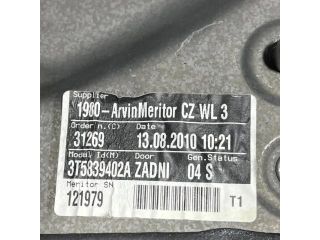 Supplier
1980-ArvinMeritor CZ WL 3
Order n.(C) Date
31269 13.08.2010 10:21
Model Id(M) Door Gen.Status
3T5839402A ZADNI 04 S
Meritor SN
121979 T1